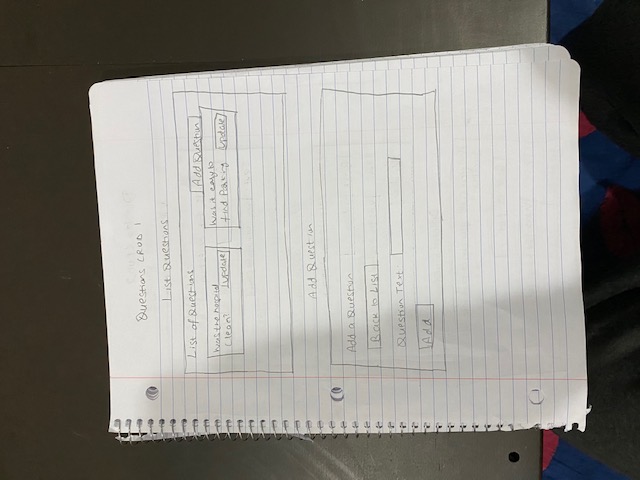 Questions CRUD 1
List Questions
List of Questions
Add Question
Was the hospital
Clean?
Update
Was it easy to
find Parking
Update
Add Question
Add a Question
Back to List
Question Text
Add